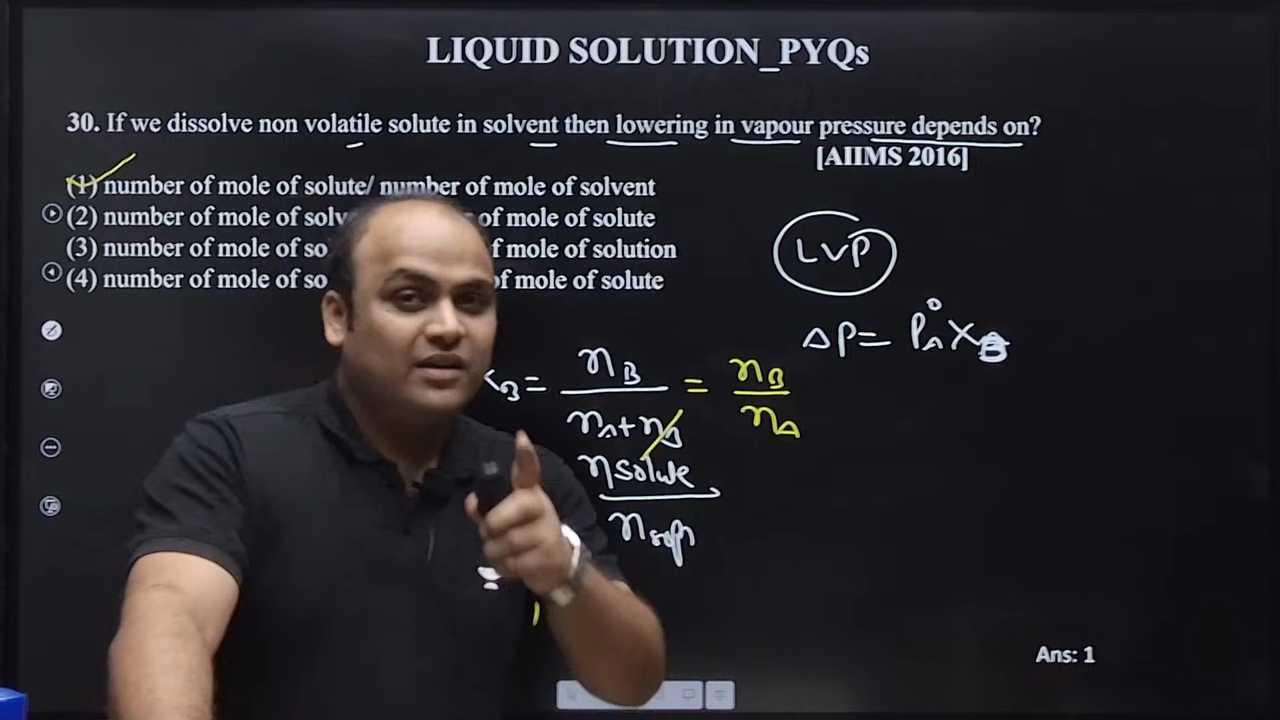 LIQUID SOLUTION_PYQs
30. If we dissolve non volatile solute in solvent then lowering in vapour pressure depends on?
[AIIMS 2016]
(1) number of mole of solute/ number of mole of solvent
(2) number of mole of solv of mole of solute
(3) number of mole of so f mole of solution
(4) number of mole of so of mole of solute
LVP
ΔP = P°A XB
XB = nB / nA + nB = nB / nA
nsolute / nsoln
Ans: 1